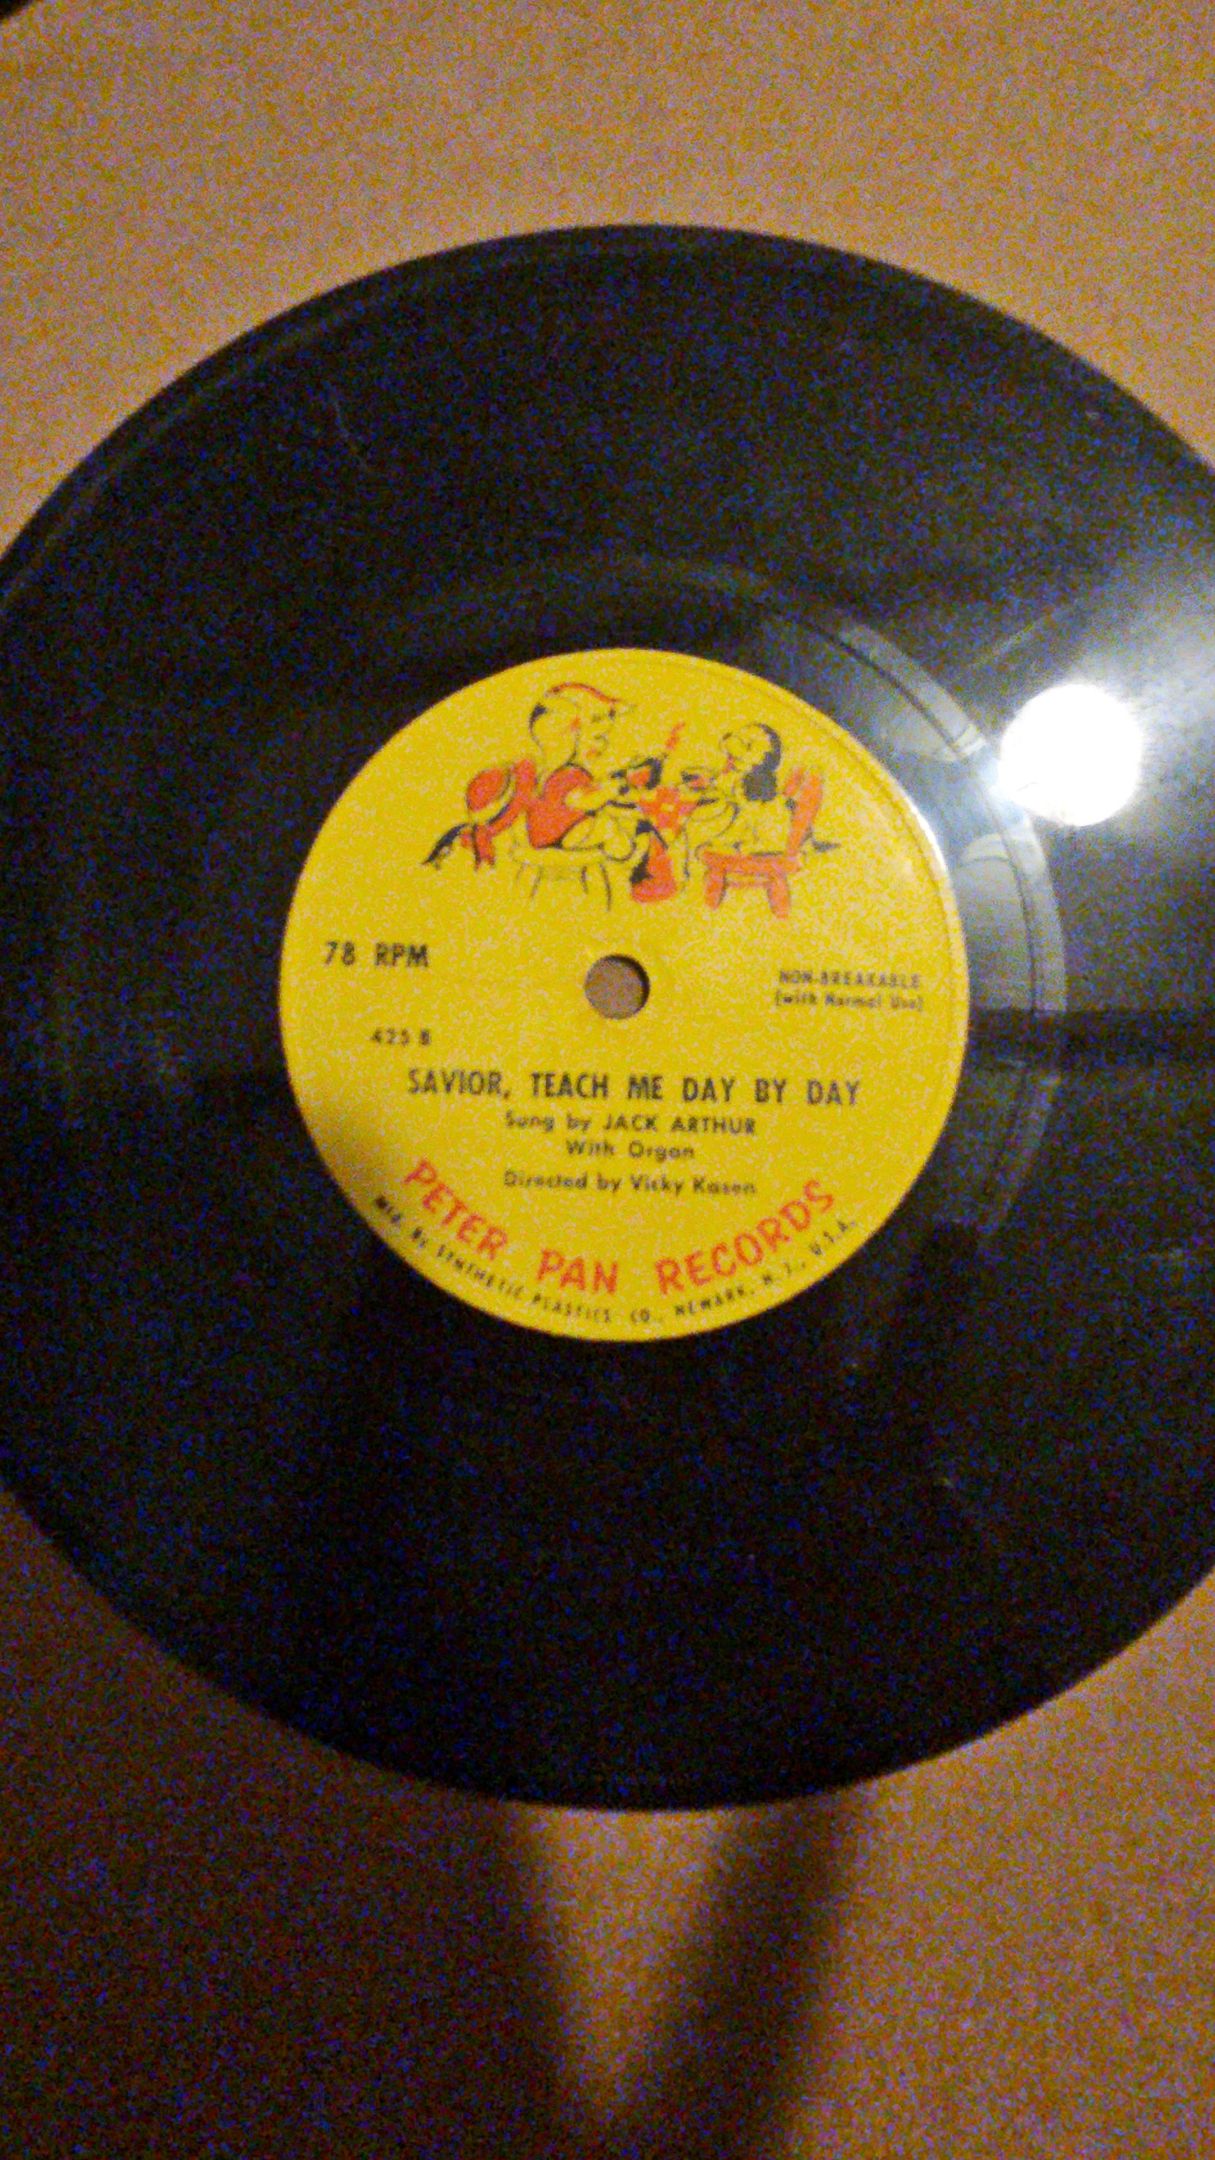 78 RPM
NON-BREAKABLE
(with Normal Use)
425 B
SAVIOR, TEACH ME DAY BY DAY
Sung by JACK ARTHUR
With Organ
Directed by Vicky Kasen
PETER PAN RECORDS
MFD. BY SYNTHETIC PLASTICS CO., NEWARK, N. J., U.S.A.